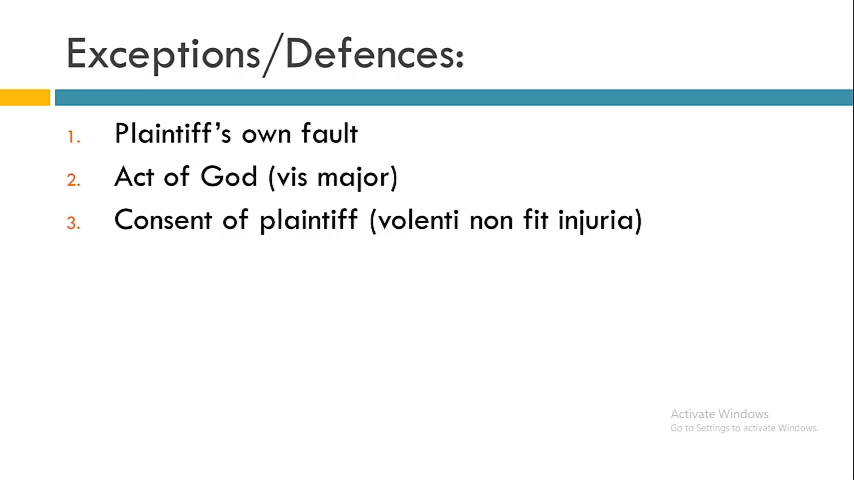 Exceptions/Defences:
1. Plaintiff's own fault
2. Act of God (vis major)
3. Consent of plaintiff (volenti non fit injuria)
Activate Windows
Go to Settings to activate Windows.